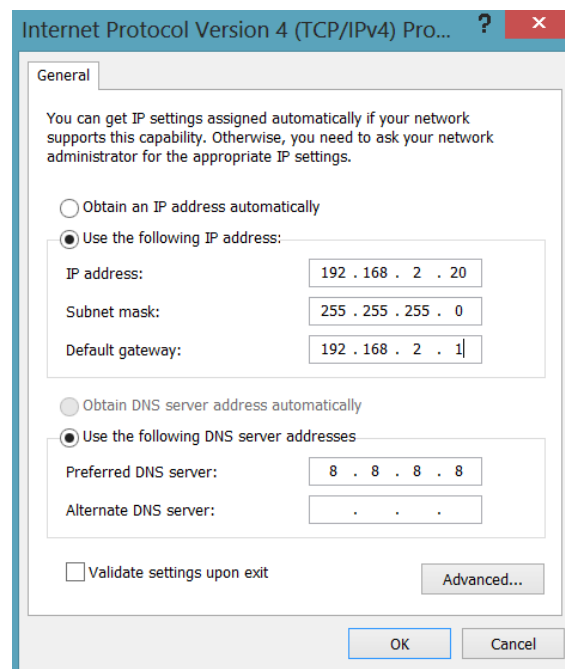 Internet Protocol Version 4 (TCP/IPv4) Pro... ? ×
General
You can get IP settings assigned automatically if your network
supports this capability. Otherwise, you need to ask your network
administrator for the appropriate IP settings.
Obtain an IP address automatically
Use the following IP address:
IP address: 192 . 168 . 2 . 20
Subnet mask: 255 . 255 . 255 . 0
Default gateway: 192 . 168 . 2 . 1
Obtain DNS server address automatically
Use the following DNS server addresses
Preferred DNS server: 8 . 8 . 8 . 8
Alternate DNS server: . . .
Validate settings upon exit
Advanced...
OK Cancel